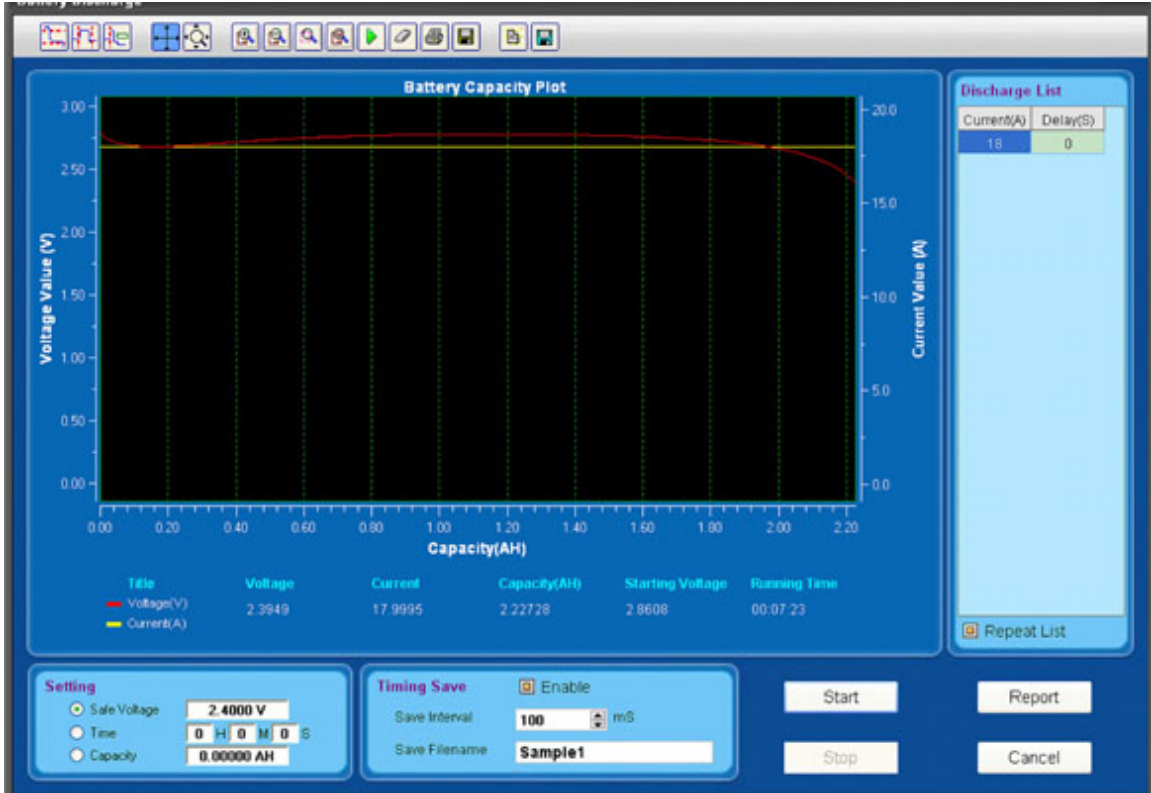 Battery Discharge
Battery Capacity Plot
3.00
2.50
2.00
1.50
1.00
0.50
0.00
Voltage Value (V)
20.0
15.0
10.0
5.0
0.0
Current Value (A)
0.00 0.20 0.40 0.60 0.80 1.00 1.20 1.40 1.60 1.80 2.00 2.20
Capacity(AH)
Title Voltage Current Capacity(AH) Starting Voltage Running Time
Voltage(V) 2.3949 17.9995 2.22728 2.8608 00:07:23
Current(A)
Discharge List
Current(A) Delay(S)
18 0
Repeat List
Setting
Safe Voltage 2.4000 V
Time 0 H 0 M 0 S
Capacity 0.00000 AH
Timing Save Enable
Save Interval 100 mS
Save Filename Sample1
Start Report
Stop Cancel